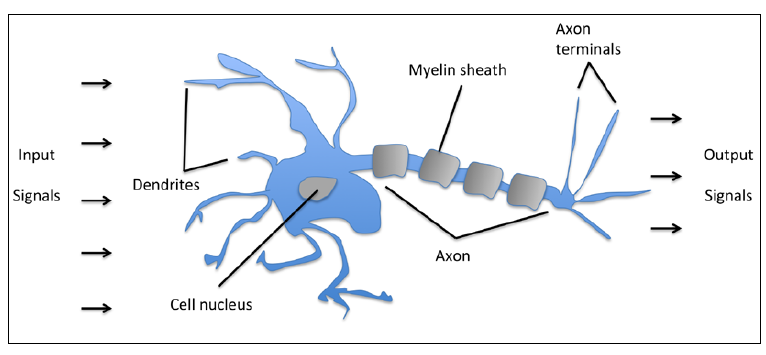 Axon
terminals
Myelin sheath
Input
Signals
Dendrites
Output
Signals
Axon
Cell nucleus